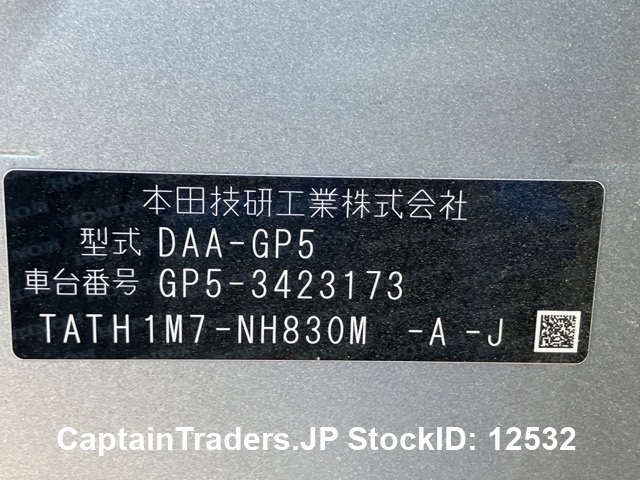 本田技研工業株式会社
型式 DAA-GP5
車台番号 GP5-3423173
TATH1M7-NH830M -A -J
CaptainTraders.JP StockID: 12532